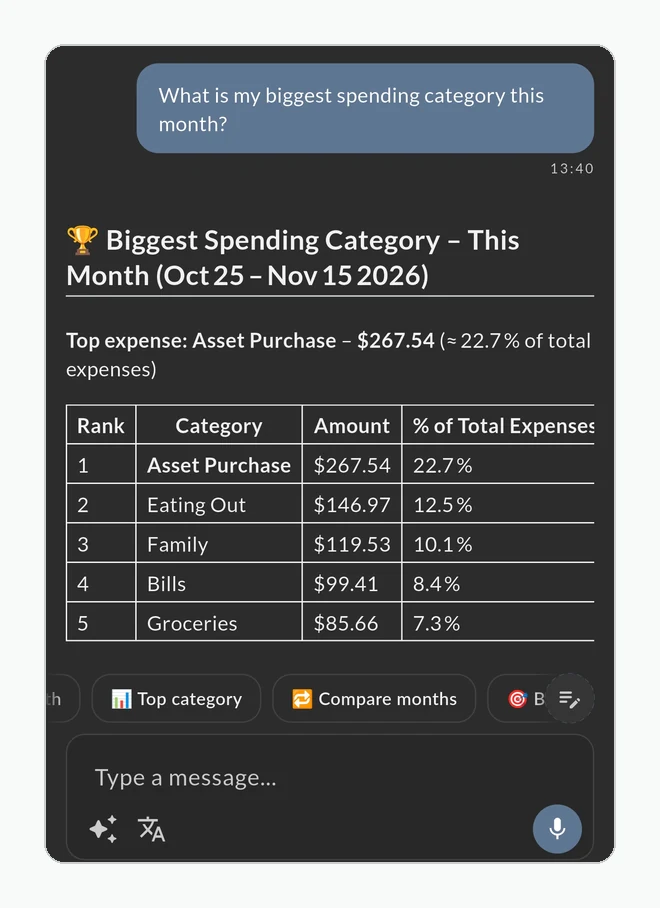 What is my biggest spending category this
month?
13:40
🏆 Biggest Spending Category – This
Month (Oct 25 – Nov 15 2026)
Top expense: Asset Purchase – $267.54 (≈ 22.7 % of total
expenses)
Rank Category Amount % of Total Expenses
1 Asset Purchase $267.54 22.7 %
2 Eating Out $146.97 12.5 %
3 Family $119.53 10.1 %
4 Bills $99.41 8.4 %
5 Groceries $85.66 7.3 %
📊 Top category 🔁 Compare months
Type a message...